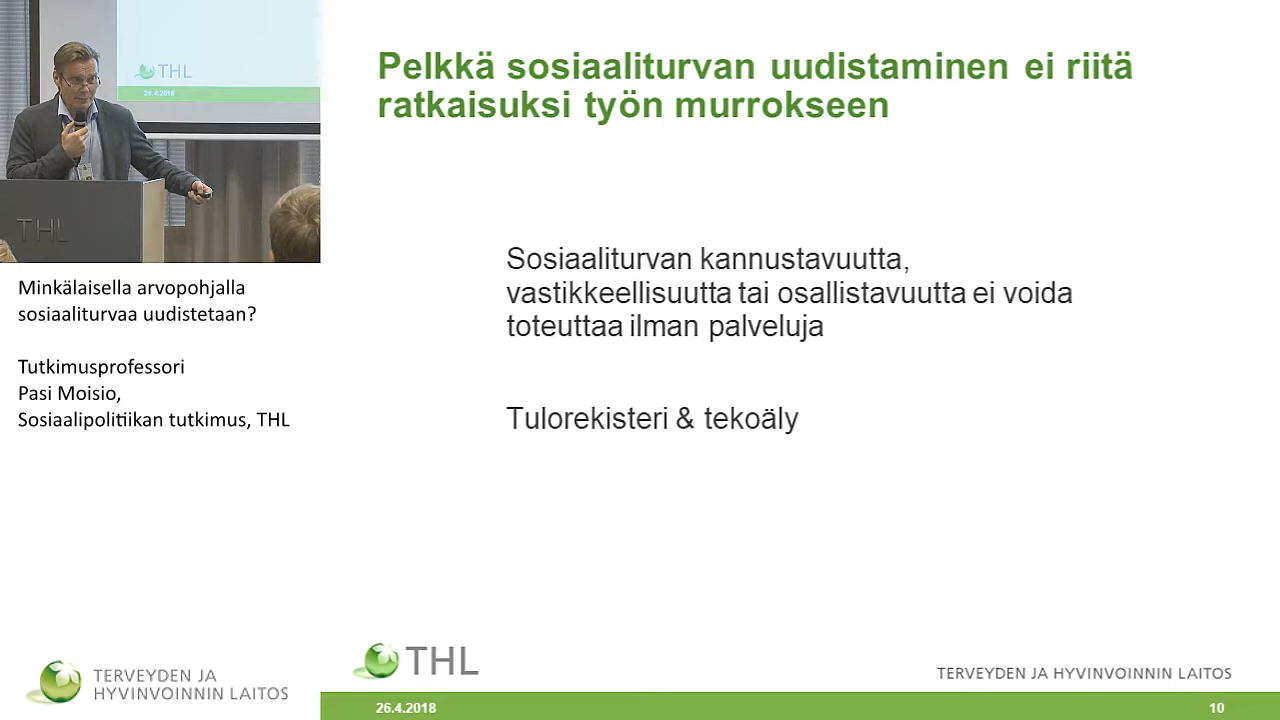 THL
26.4.2018
THL
Minkälaisella arvopohjalla
sosiaaliturvaa uudistetaan?
Tutkimusprofessori
Pasi Moisio,
Sosiaalipolitiikan tutkimus, THL
TERVEYDEN JA
HYVINVOINNIN LAITOS
Pelkkä sosiaaliturvan uudistaminen ei riitä
ratkaisuksi työn murrokseen
Sosiaaliturvan kannustavuutta,
vastikkeellisuutta tai osallistavuutta ei voida
toteuttaa ilman palveluja
Tulorekisteri & tekoäly
THL
TERVEYDEN JA HYVINVOINNIN LAITOS
26.4.2018
10